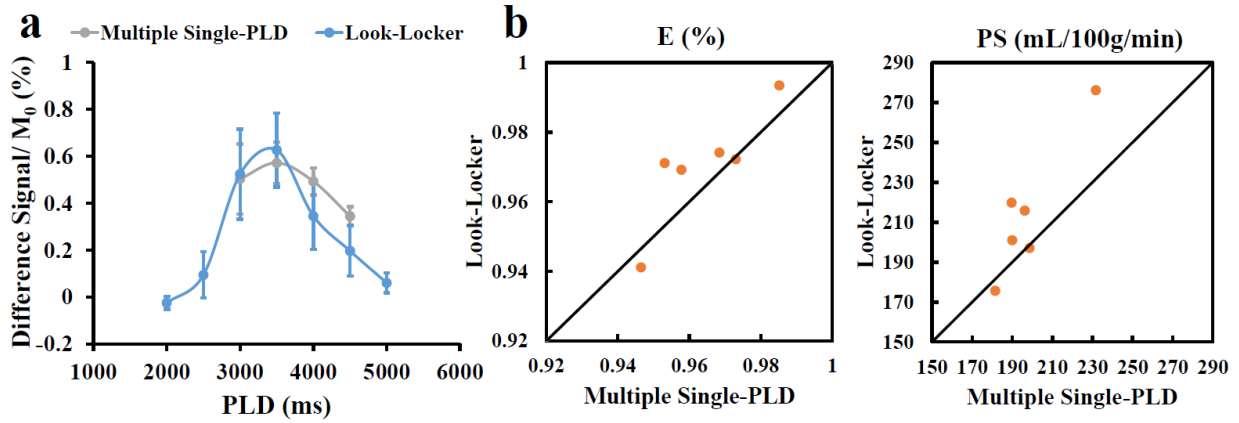 a
Multiple Single-PLD
Look-Locker
Difference Signal/ M0 (%)
1
0.8
0.6
0.4
0.2
0
-0.2
1000 2000 3000 4000 5000 6000
PLD (ms)
b
E (%)
Look-Locker
1
0.98
0.96
0.94
0.92
0.92 0.94 0.96 0.98 1
Multiple Single-PLD
PS (mL/100g/min)
Look-Locker
290
270
250
230
210
190
170
150
150 170 190 210 230 250 270 290
Multiple Single-PLD